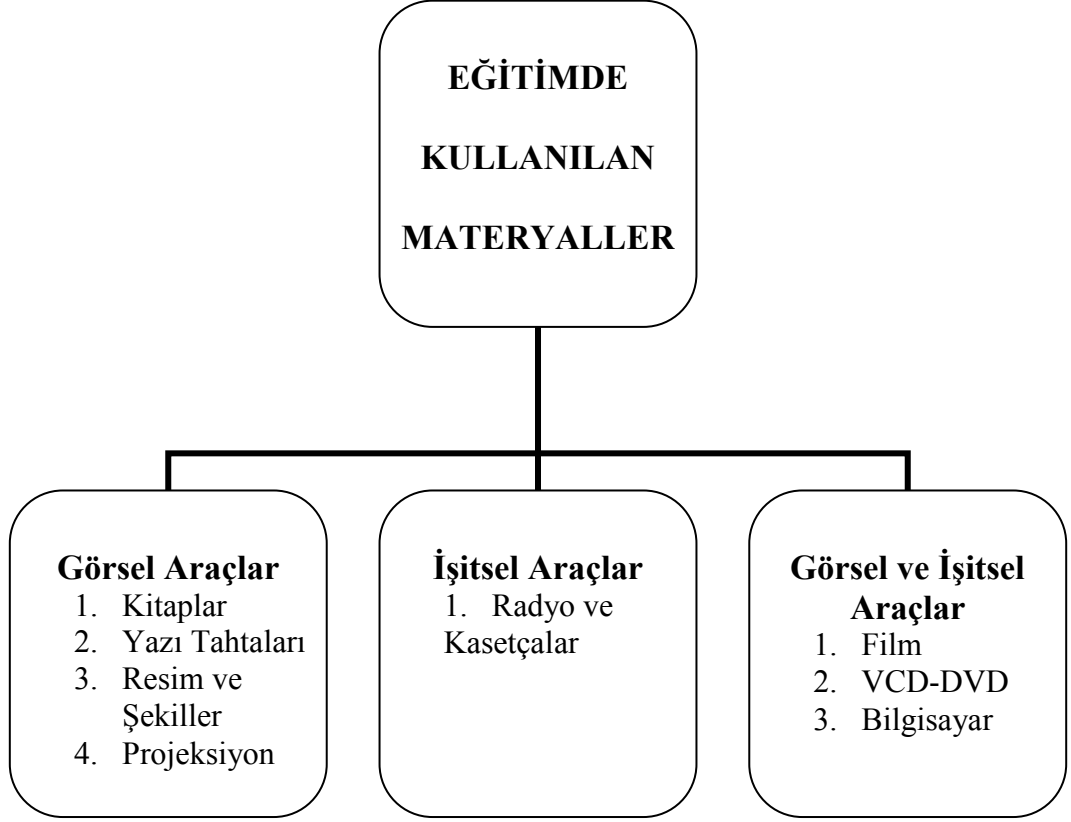 EĞİTİMDE
KULLANILAN
MATERYALLER
Görsel Araçlar
1. Kitaplar
2. Yazı Tahtaları
3. Resim ve
Şekiller
4. Projeksiyon
İşitsel Araçlar
1. Radyo ve
Kasetçalar
Görsel ve İşitsel
Araçlar
1. Film
2. VCD-DVD
3. Bilgisayar